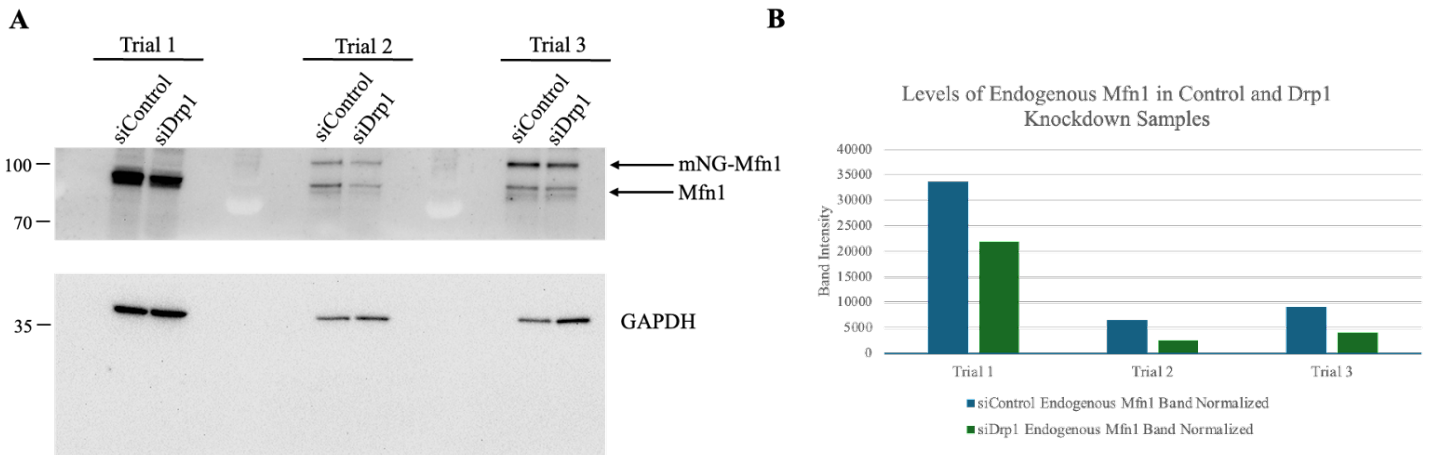 A
Trial 1
Trial 2
Trial 3
siControl
siDrp1
siControl
siDrp1
siControl
siDrp1
100
mNG-Mfn1
Mfn1
70
35
GAPDH
B
Levels of Endogenous Mfn1 in Control and Drp1
Knockdown Samples
Band Intensity
40000
35000
30000
25000
20000
15000
10000
5000
0
Trial 1
Trial 2
Trial 3
siControl Endogenous Mfn1 Band Normalized
siDrp1 Endogenous Mfn1 Band Normalized